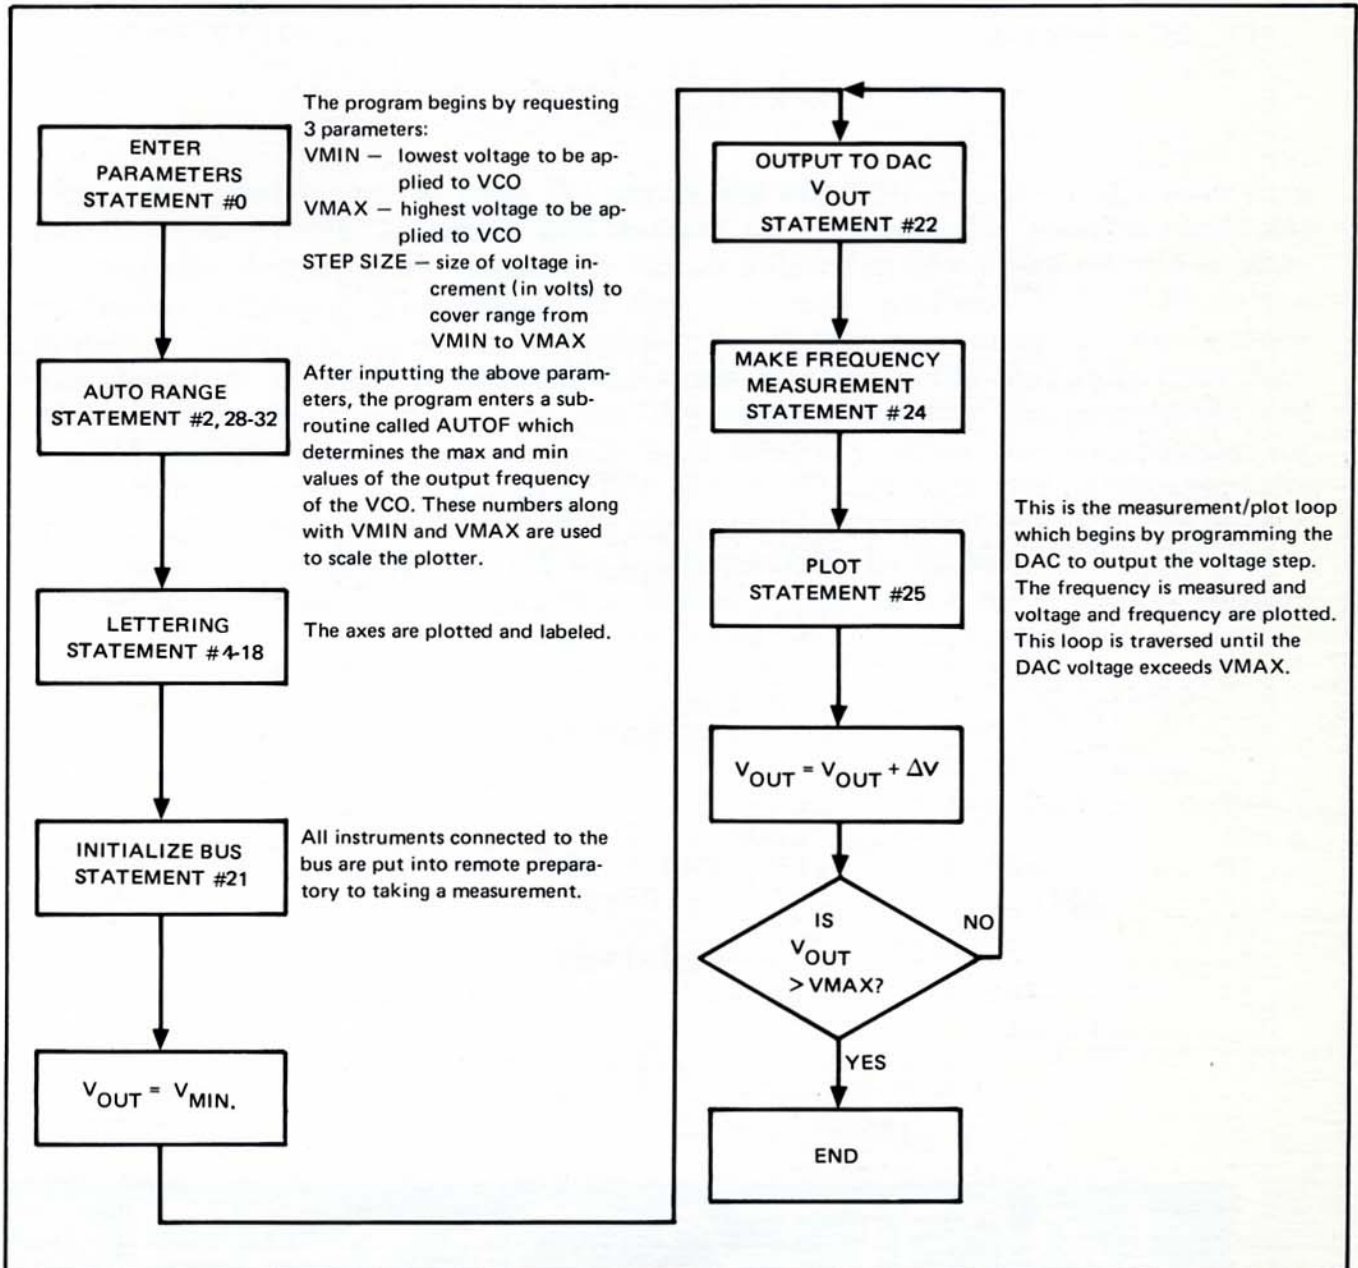 ENTER
PARAMETERS
STATEMENT #0
The program begins by requesting
3 parameters:
VMIN — lowest voltage to be ap-
plied to VCO
VMAX — highest voltage to be ap-
plied to VCO
STEP SIZE — size of voltage in-
crement (in volts) to
cover range from
VMIN to VMAX
AUTO RANGE
STATEMENT #2, 28-32
After inputting the above param-
eters, the program enters a sub-
routine called AUTOF which
determines the max and min
values of the output frequency
of the VCO. These numbers along
with VMIN and VMAX are used
to scale the plotter.
LETTERING
STATEMENT #4-18
The axes are plotted and labeled.
INITIALIZE BUS
STATEMENT #21
All instruments connected to the
bus are put into remote prepara-
tory to taking a measurement.
VOUT = VMIN.
OUTPUT TO DAC
VOUT
STATEMENT #22
MAKE FREQUENCY
MEASUREMENT
STATEMENT #24
PLOT
STATEMENT #25
This is the measurement/plot loop
which begins by programming the
DAC to output the voltage step.
The frequency is measured and
voltage and frequency are plotted.
This loop is traversed until the
DAC voltage exceeds VMAX.
VOUT = VOUT + ΔV
IS
VOUT
>VMAX?
NO
YES
END